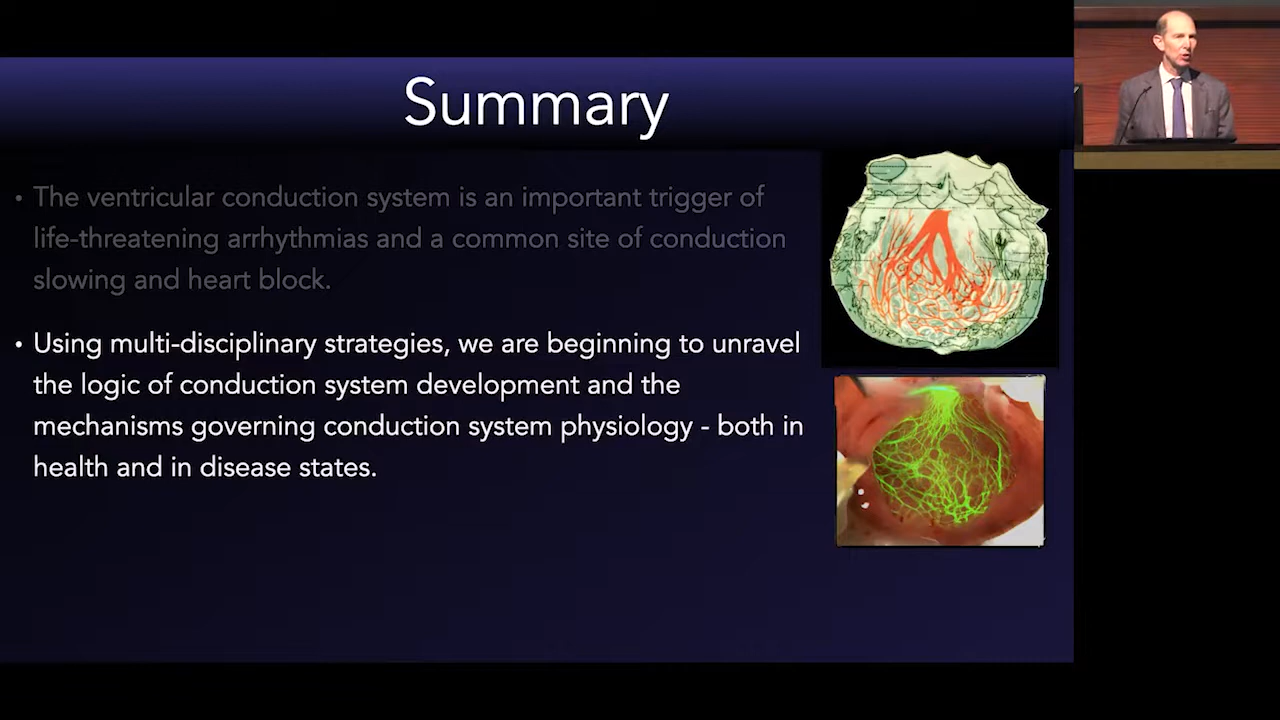 Summary
• The ventricular conduction system is an important trigger of
life-threatening arrhythmias and a common site of conduction
slowing and heart block.
• Using multi-disciplinary strategies, we are beginning to unravel
the logic of conduction system development and the
mechanisms governing conduction system physiology - both in
health and in disease states.